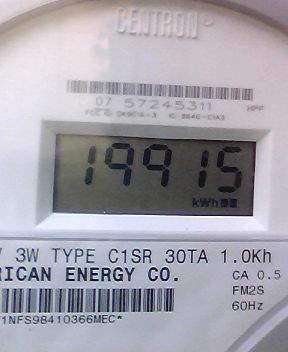 CENTRON
07 57245311 HPF
19915
kWh
3W TYPE C1SR 30TA 1.0Kh
RICAN ENERGY CO. CA 0.5
FM2S
1NFS98410366MEC* 60Hz